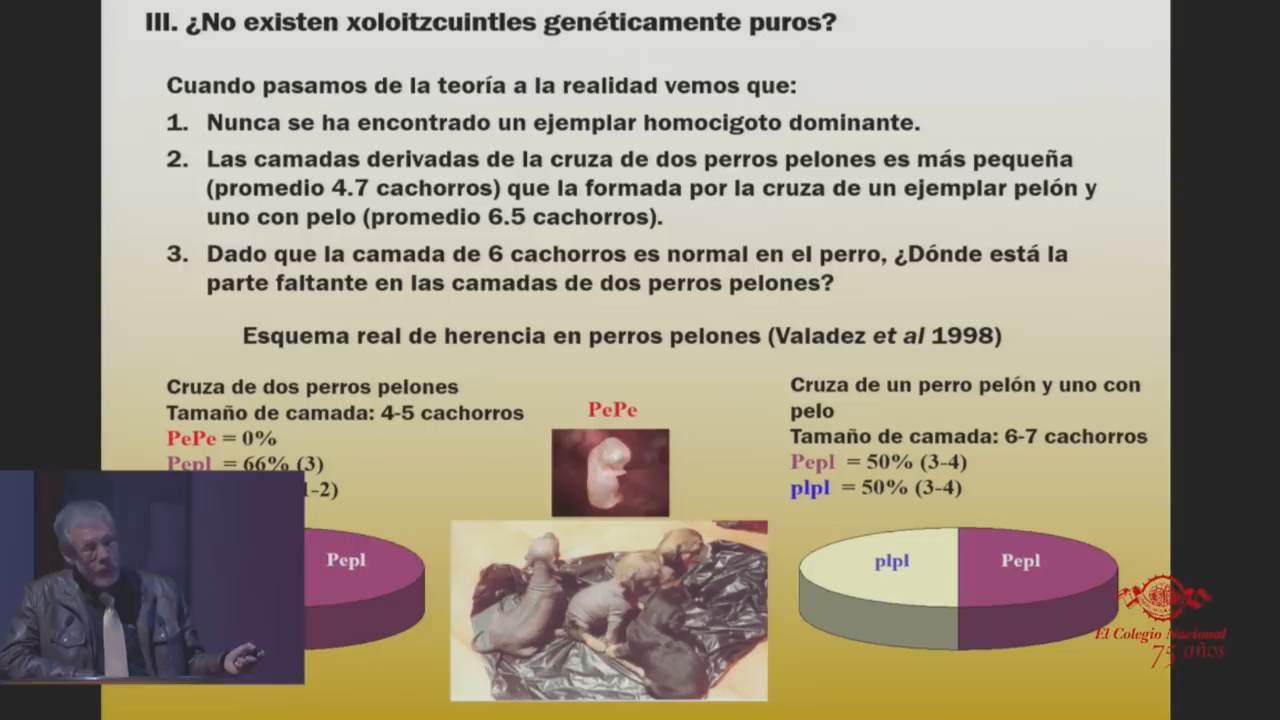 III. ¿No existen xoloitzcuintles genéticamente puros?
Cuando pasamos de la teoría a la realidad vemos que:
1. Nunca se ha encontrado un ejemplar homocigoto dominante.
2. Las camadas derivadas de la cruza de dos perros pelones es más pequeña
(promedio 4.7 cachorros) que la formada por la cruza de un ejemplar pelón y
uno con pelo (promedio 6.5 cachorros).
3. Dado que la camada de 6 cachorros es normal en el perro, ¿Dónde está la
parte faltante en las camadas de dos perros pelones?
Esquema real de herencia en perros pelones (Valadez et al 1998)
Cruza de dos perros pelones
Tamaño de camada: 4-5 cachorros
PePe = 0%
Pepl = 66% (3)
1-2)
Pepl
PePe
Cruza de un perro pelón y uno con
pelo
Tamaño de camada: 6-7 cachorros
Pepl = 50% (3-4)
plpl = 50% (3-4)
plpl
Pepl
El Colegio Nacional
75 años